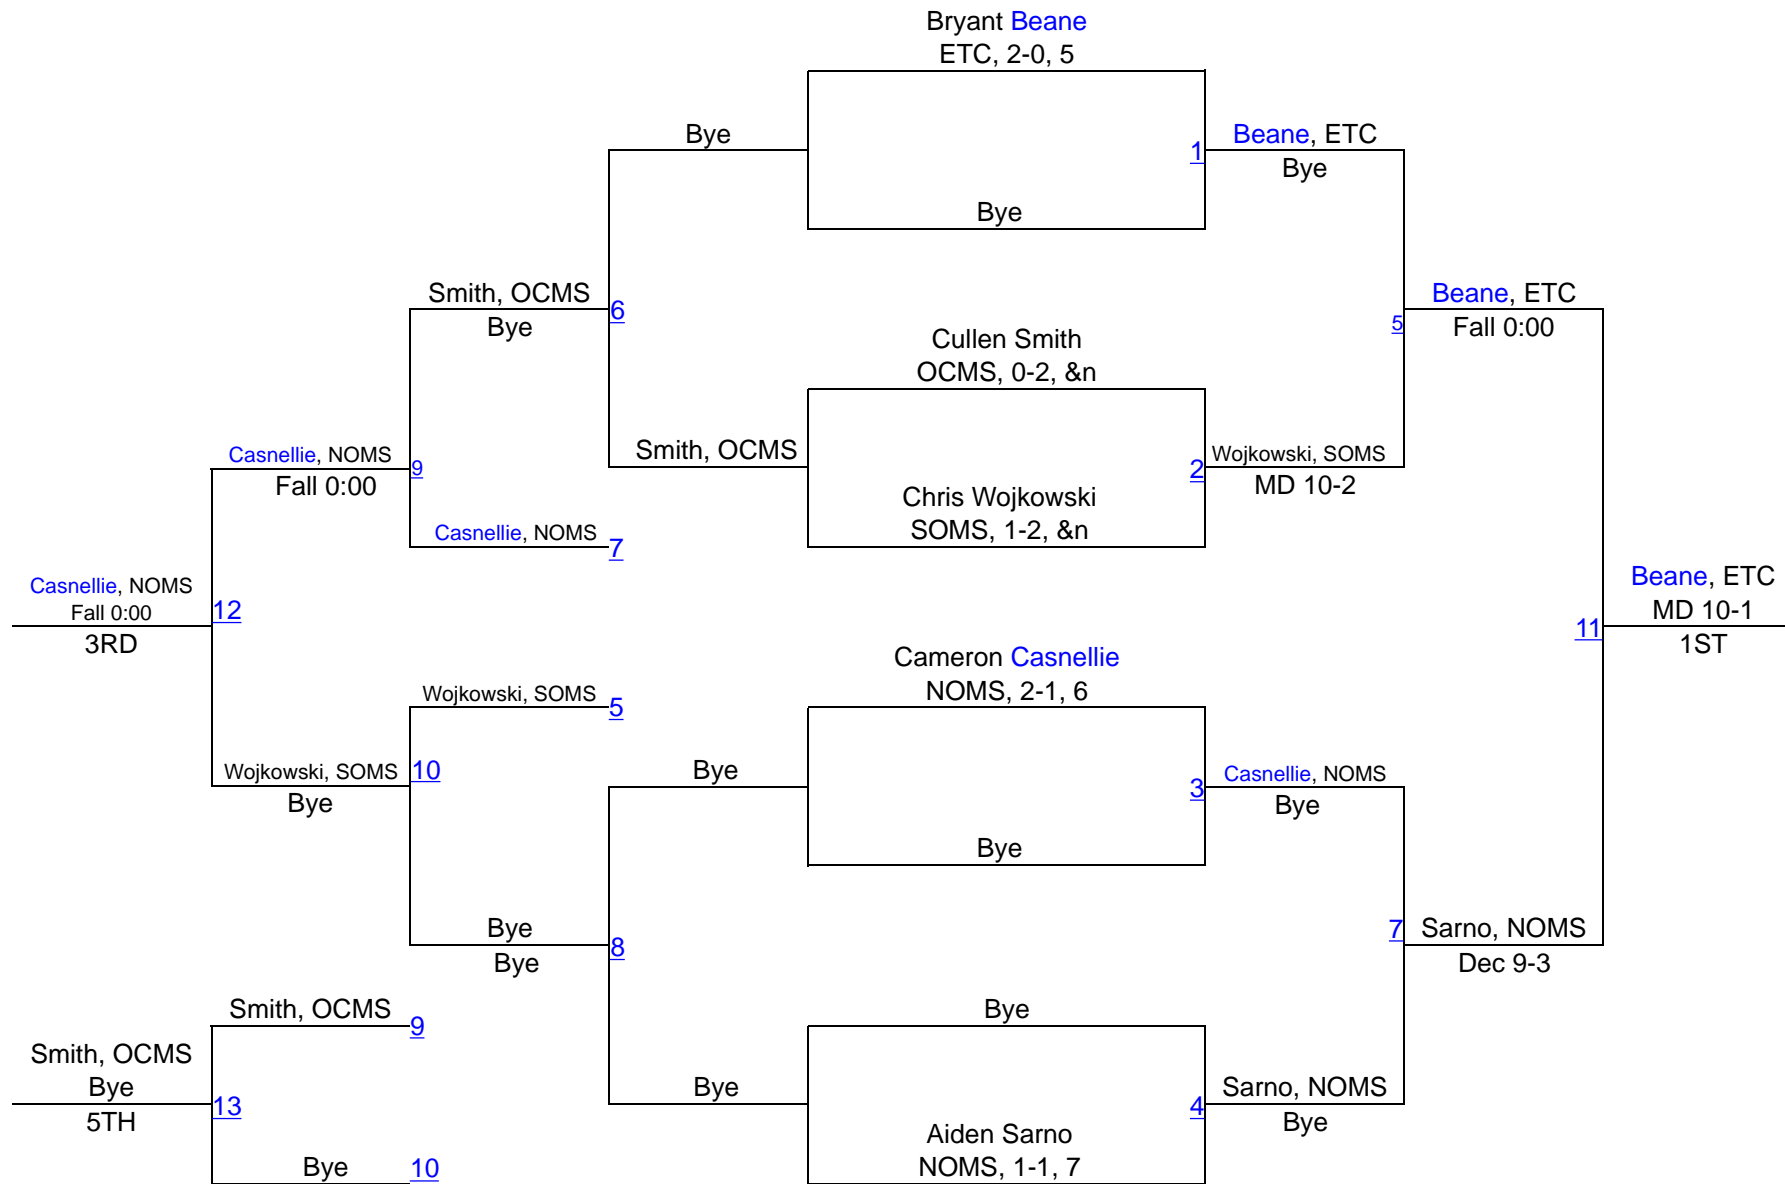 Bryant Beane
ETC, 2-0, 5
Bye
1
Beane, ETC
Bye
Bye
Smith, OCMS
Bye
6
Beane, ETC
Fall 0:00
5
Cullen Smith
OCMS, 0-2, &n
Casnellie, NOMS
Fall 0:00
9
Smith, OCMS
2
Wojkowski, SOMS
MD 10-2
Chris Wojkowski
SOMS, 1-2, &n
Casnellie, NOMS
7
Casnellie, NOMS
Fall 0:00
3RD
12
Beane, ETC
MD 10-1
1ST
11
Cameron Casnellie
NOMS, 2-1, 6
Wojkowski, SOMS
5
Wojkowski, SOMS
Bye
10
Bye
3
Casnellie, NOMS
Bye
Bye
Bye
Bye
8
7
Sarno, NOMS
Dec 9-3
Smith, OCMS
9
Bye
Smith, OCMS
Bye
5TH
13
Bye
4
Sarno, NOMS
Bye
Aiden Sarno
NOMS, 1-1, 7
Bye
10